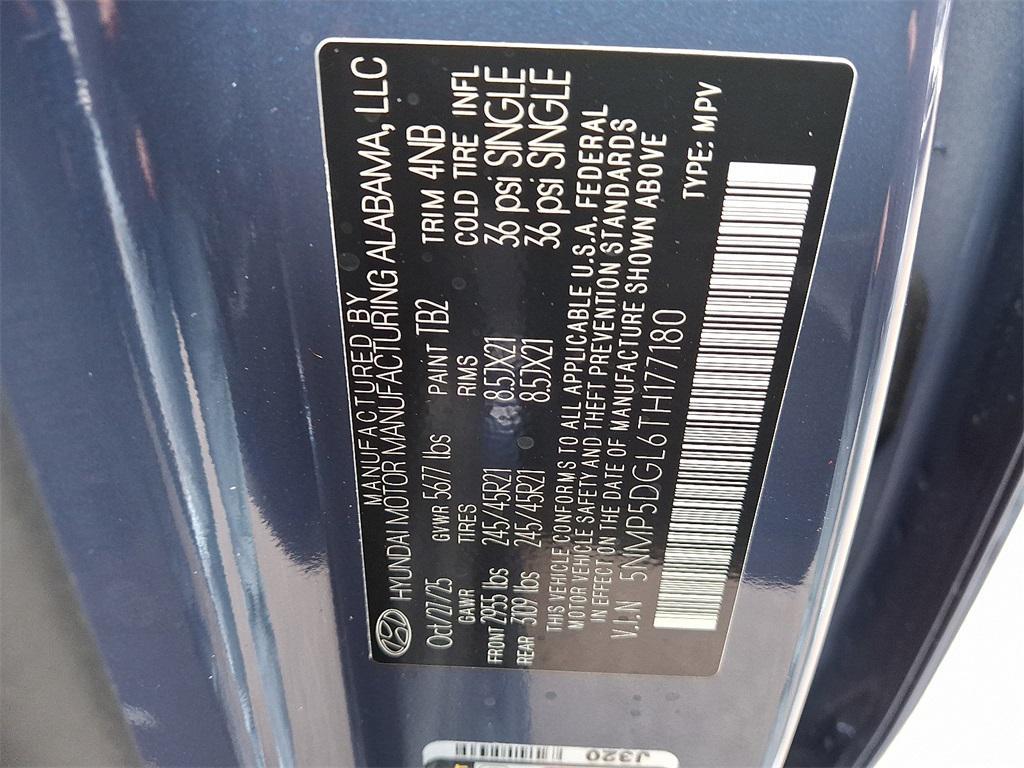 MANUFACTURED BY
HYUNDAI MOTOR MANUFACTURING ALABAMA, LLC
Oct/27/25 GVWR 5677 lbs PAINT TB2 TRIM 4NB
GAWR TIRES RIMS COLD TIRE INFL
FRONT 2955 lbs 245/45R21 8.5JX21 36 psi SINGLE
REAR 3109 lbs 245/45R21 8.5JX21 36 psi SINGLE
THIS VEHICLE CONFORMS TO ALL APPLICABLE U.S.A. FEDERAL
MOTOR VEHICLE SAFETY AND THEFT PREVENTION STANDARDS
IN EFFECT ON THE DATE OF MANUFACTURE SHOWN ABOVE
V.I.N 5NMP5DGL6TH177180
TYPE: MPV
J320